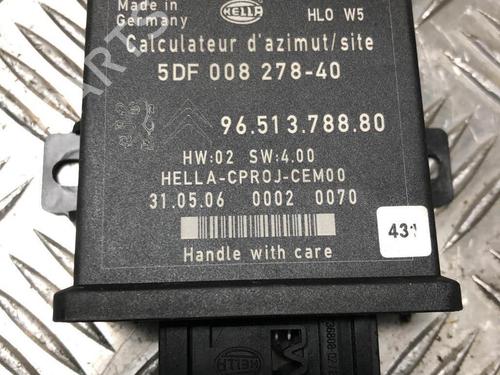 Made in
Germany
HELLA
HLO W5
Calculateur d'azimut/site
5DF 008 278-40
96.513.788.80
HW:02 SW:4.00
HELLA-CPROJ-CEM00
31.05.06 0002 0070
431
Handle with care
HELLA